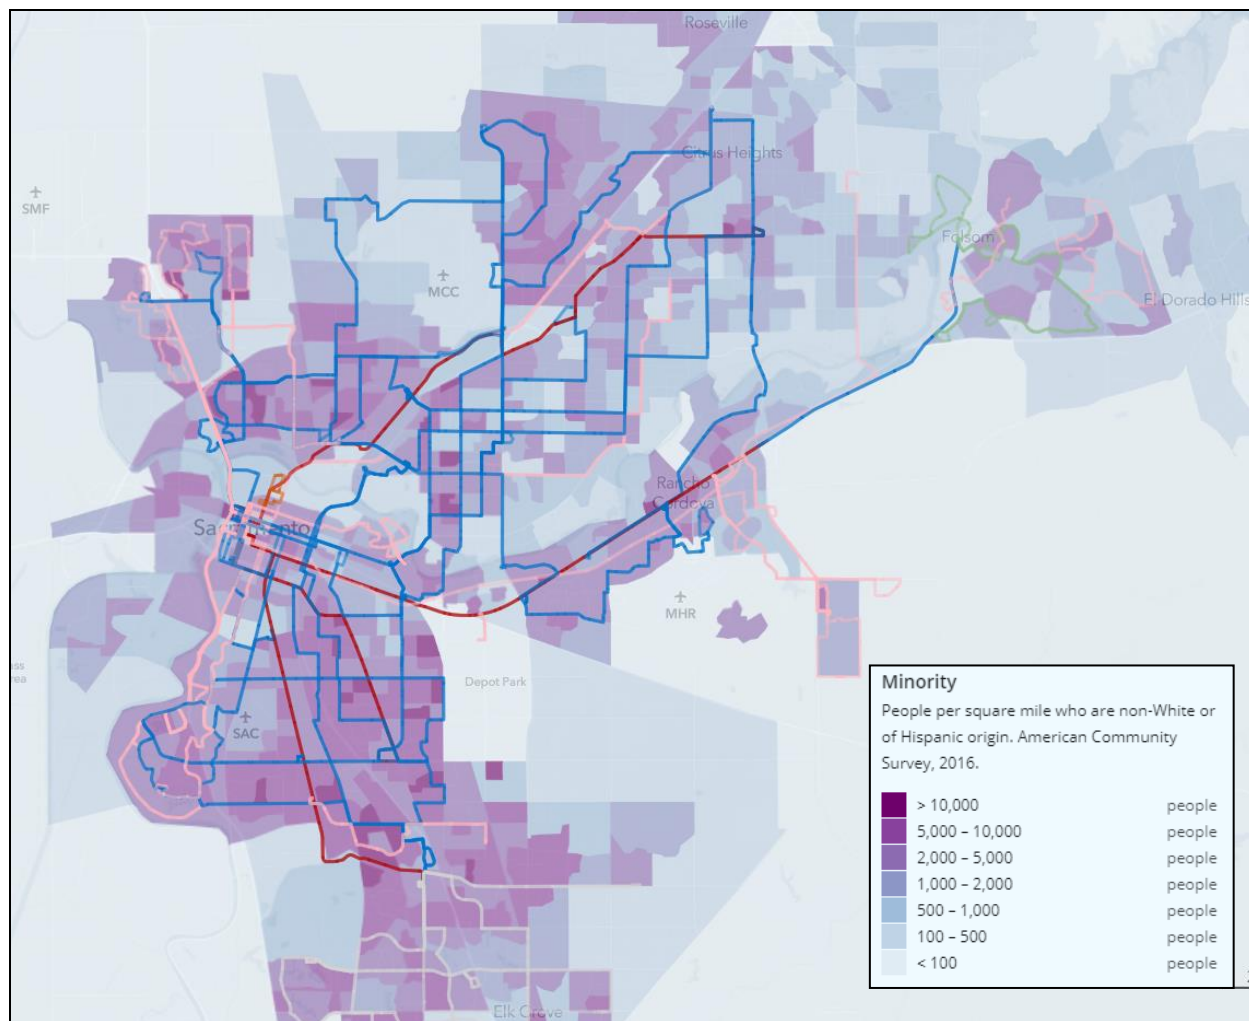 Roseville
Citrus Heights
SMF
MCC
Folsom
El Dorado Hills
Rancho
Cordova
Sacramento
MHR
Depot Park
SAC
Elk Grove
Minority
People per square mile who are non-White or
of Hispanic origin. American Community
Survey, 2016.
> 10,000 people
5,000 – 10,000 people
2,000 – 5,000 people
1,000 – 2,000 people
500 – 1,000 people
100 – 500 people
< 100 people